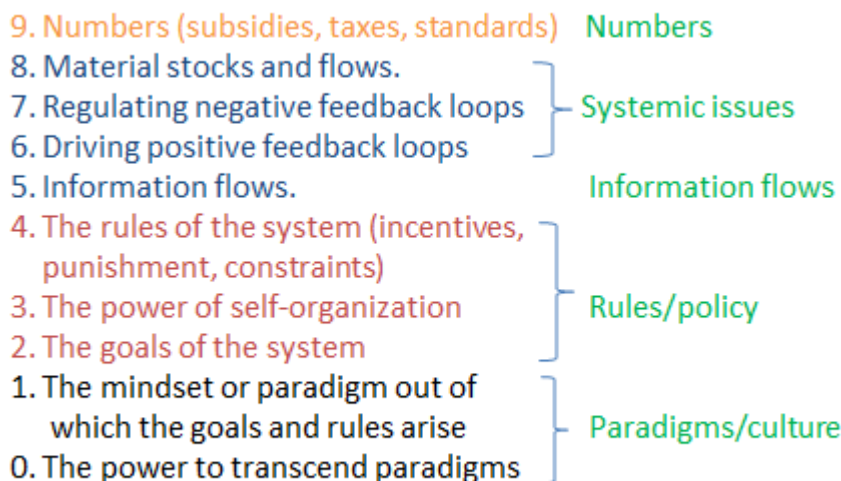 9. Numbers (subsidies, taxes, standards) Numbers
8. Material stocks and flows.
7. Regulating negative feedback loops Systemic issues
6. Driving positive feedback loops
5. Information flows. Information flows
4. The rules of the system (incentives,
punishment, constraints)
3. The power of self-organization Rules/policy
2. The goals of the system
1. The mindset or paradigm out of
which the goals and rules arise Paradigms/culture
0. The power to transcend paradigms